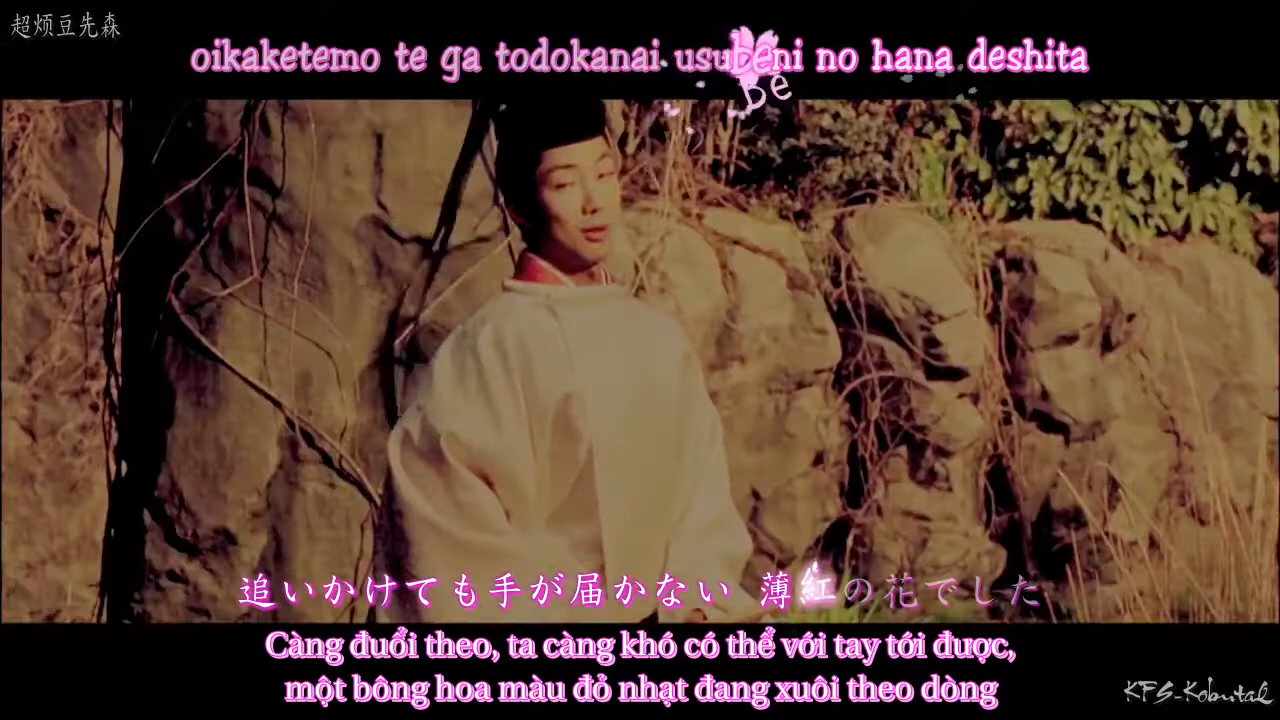 超烦豆先森
oikaketemo te ga todokanai usubeni no hana deshita
be
追いかけても手が届かない 薄紅の花でした
Càng đuổi theo, ta càng khó có thể với tay tới được,
một bông hoa màu đỏ nhạt đang xuôi theo dòng
KFS-Kobutal